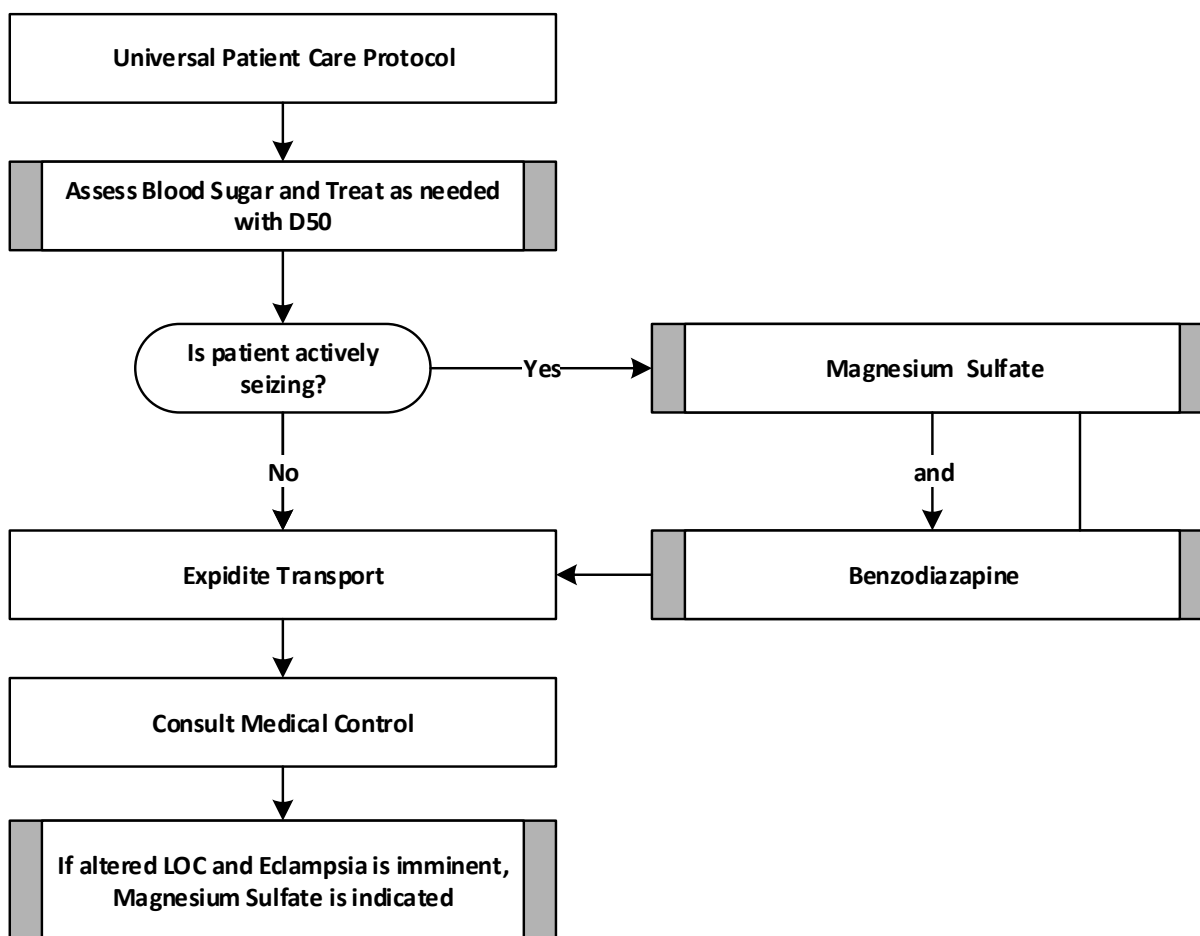 Universal Patient Care Protocol
Assess Blood Sugar and Treat as needed
with D50
Is patient actively
seizing?
Yes
Magnesium Sulfate
No
and
Expidite Transport
Benzodiazapine
Consult Medical Control
If altered LOC and Eclampsia is imminent,
Magnesium Sulfate is indicated